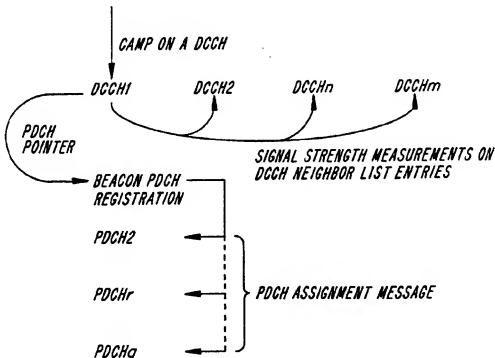 CAMP ON A DCCH
DCCH1 DCCH2 DCCHn DCCHm
PDCH
POINTER
SIGNAL STRENGTH MEASUREMENTS ON
DCCH NEIGHBOR LIST ENTRIES
BEACON PDCH
REGISTRATION
PDCH2
PDCHr
PDCH ASSIGNMENT MESSAGE
PDCHq